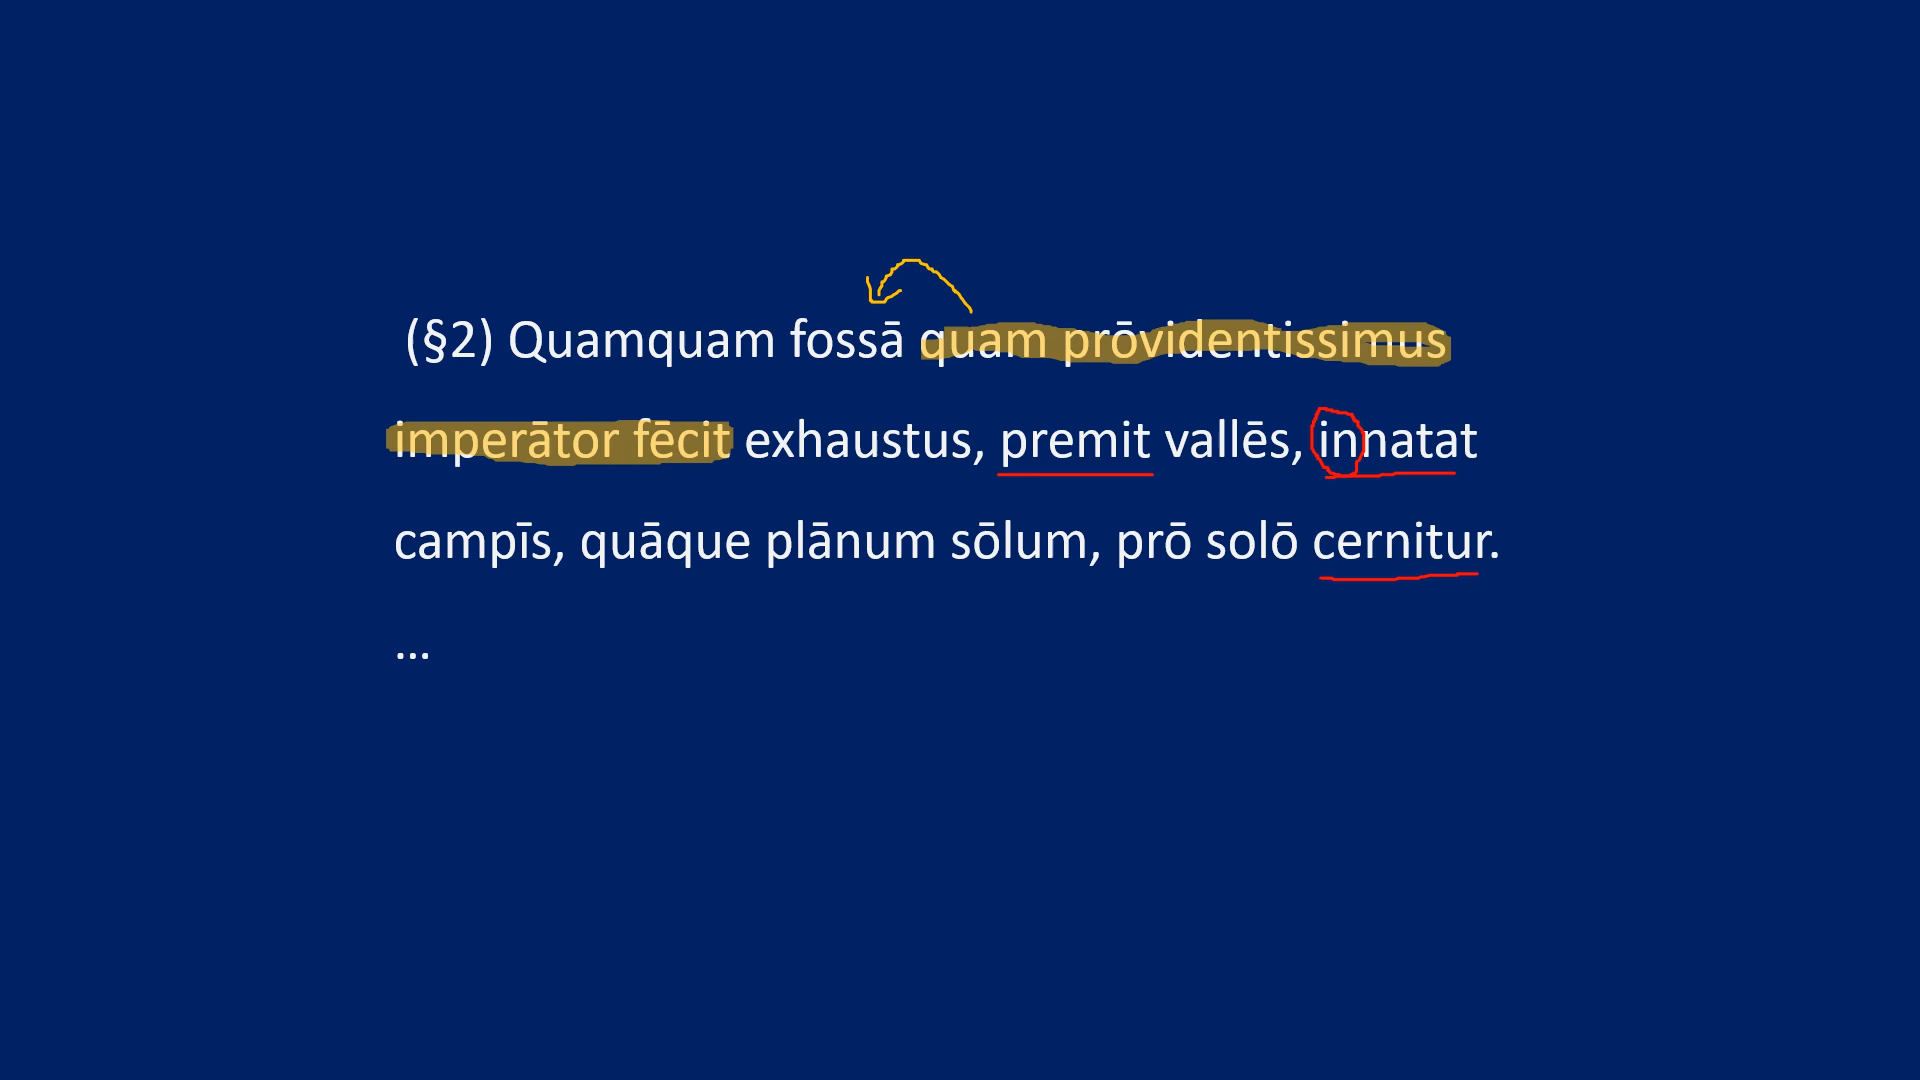 (§2) Quamquam fossā quam prōvidentissimus
imperātor fēcit exhaustus, premit vallēs, innatat
campīs, quāque plānum sōlum, prō solō cernitur.
…